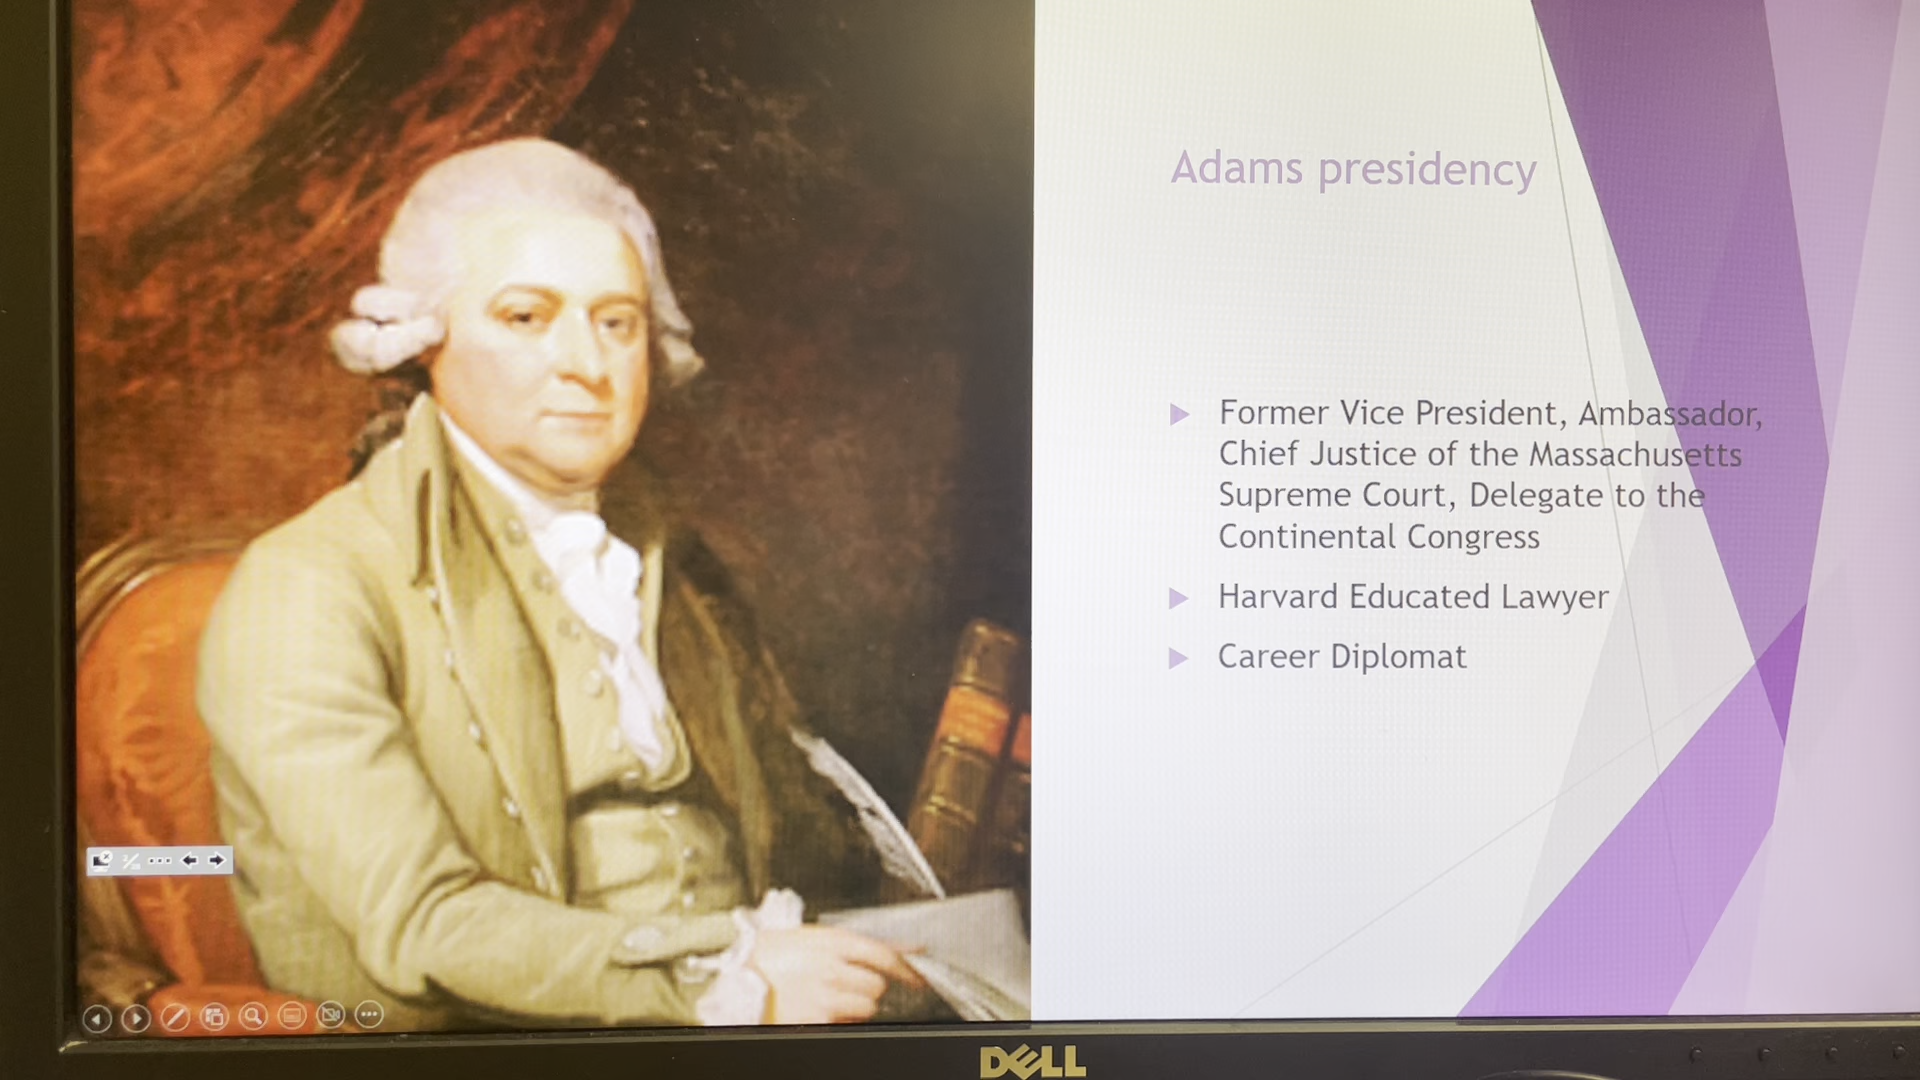 Adams presidency
Former Vice President, Ambassador,
Chief Justice of the Massachusetts
Supreme Court, Delegate to the
Continental Congress
Harvard Educated Lawyer
Career Diplomat
DELL